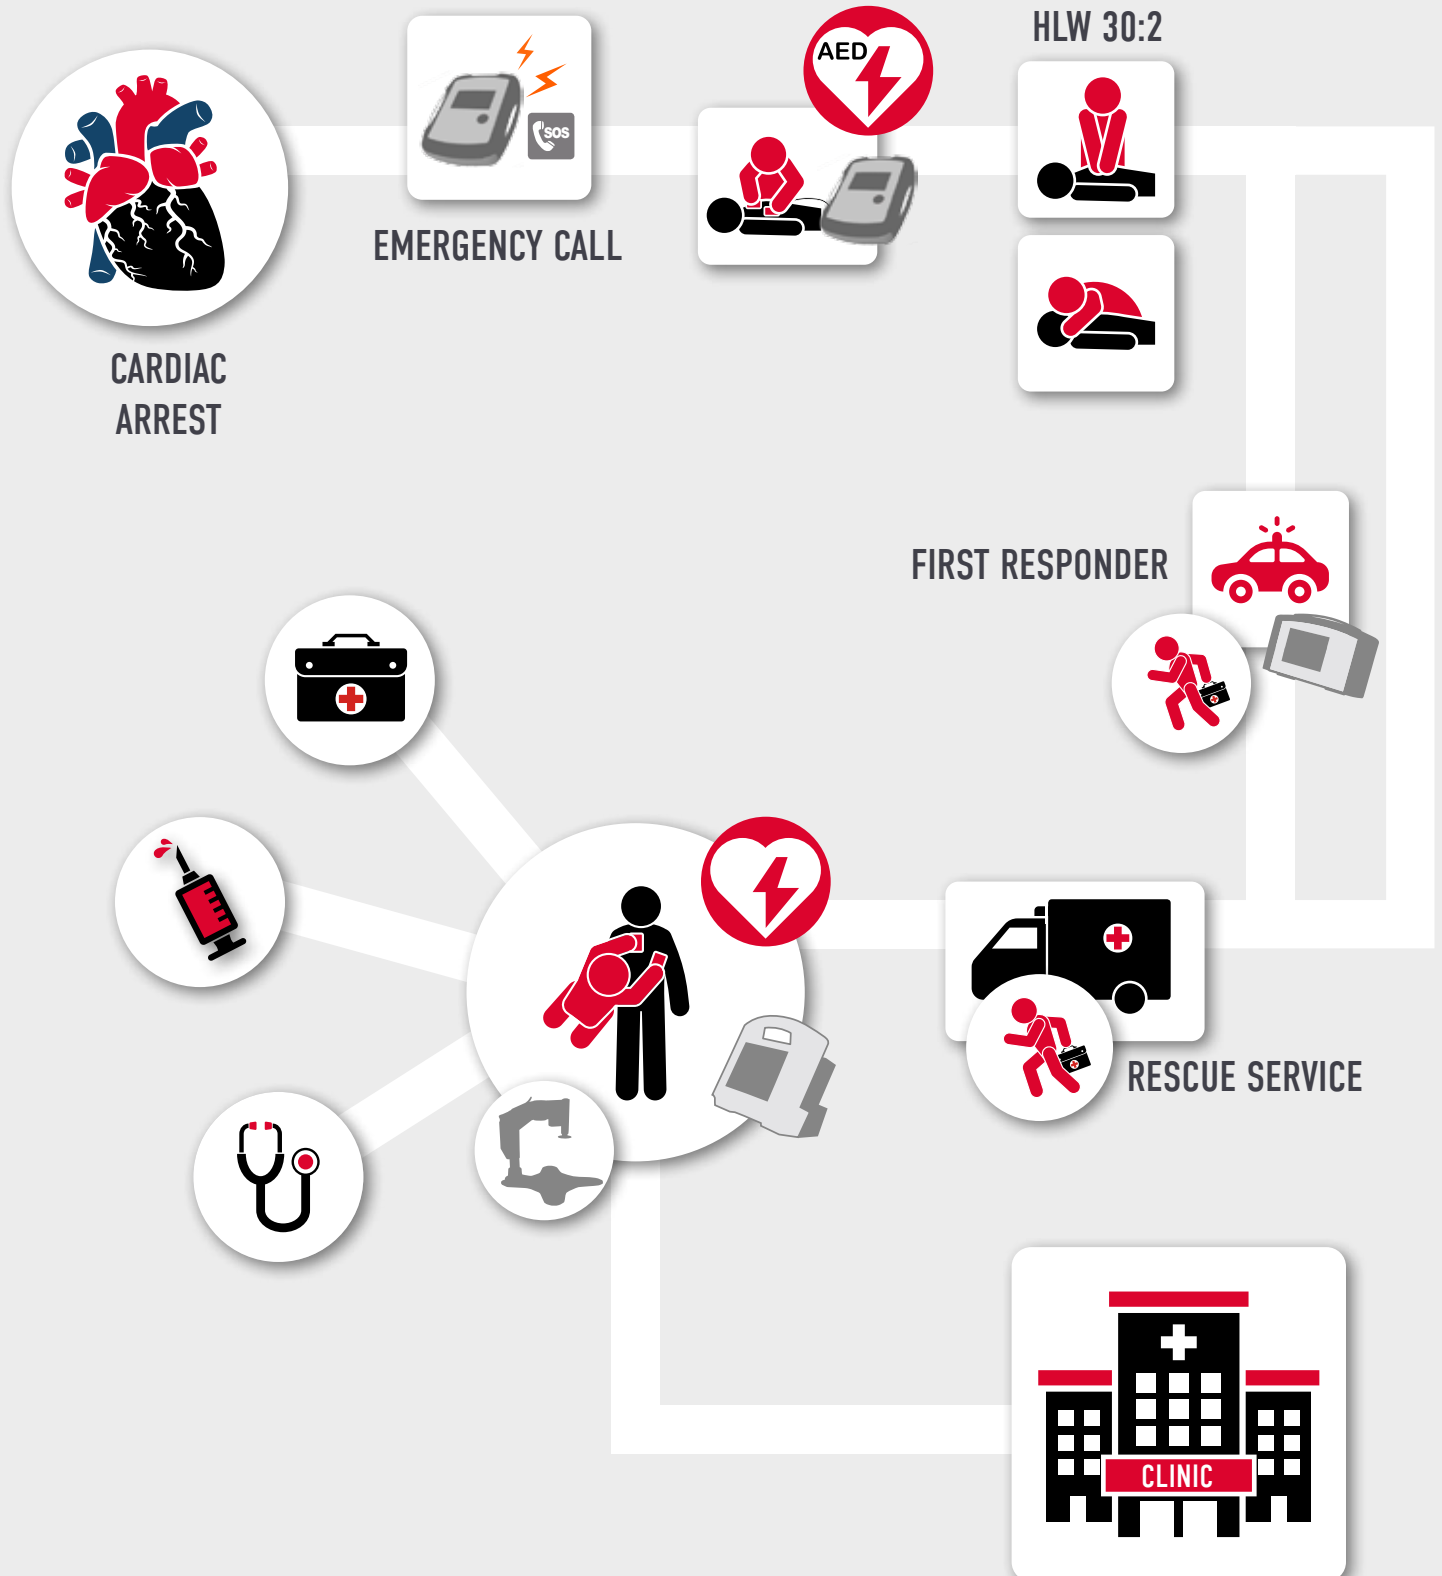 HLW 30:2
AED
SOS
EMERGENCY CALL
CARDIAC
ARREST
FIRST RESPONDER
RESCUE SERVICE
CLINIC